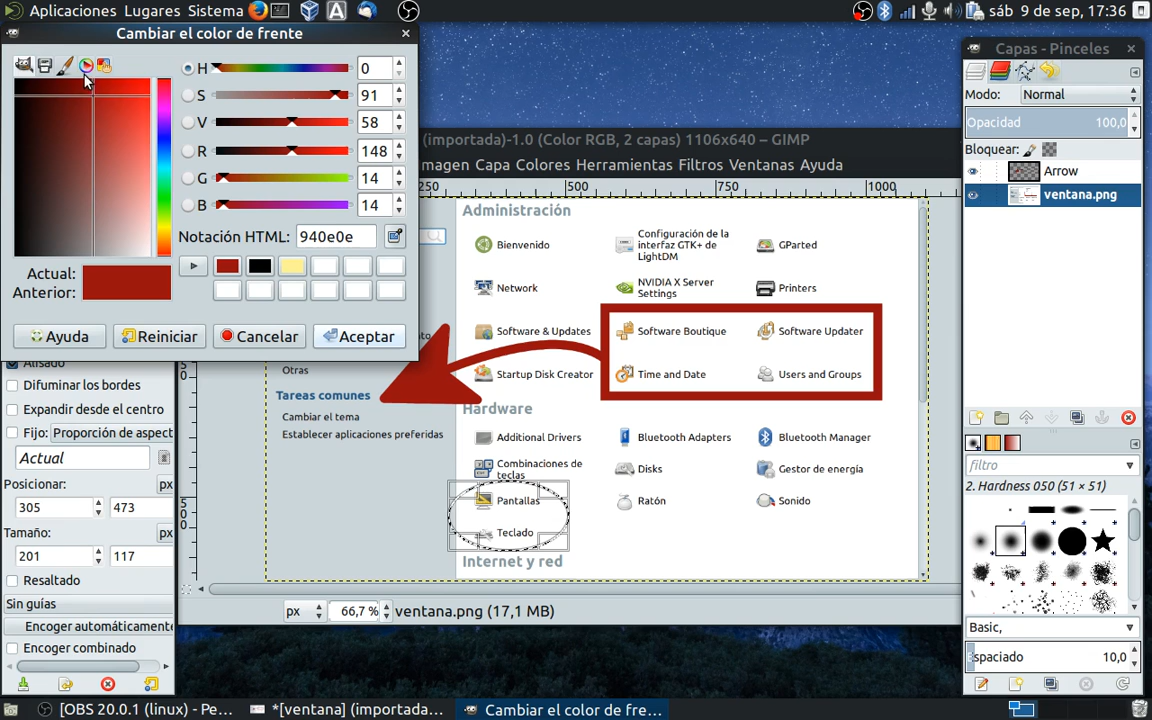 Aplicaciones Lugares Sistema
sáb 9 de sep, 17:36
Cambiar el color de frente
H 0
S 91
V 58
R 148
G 14
B 14
Notación HTML: 940e0e
Actual:
Anterior:
Ayuda Reiniciar Cancelar Aceptar
(importada)-1.0 (Color RGB, 2 capas) 1106x640 – GIMP
magen Capa Colores Herramientas Filtros Ventanas Ayuda
250 500 750 1000
Administración
Bienvenido
Configuración de la
interfaz GTK+ de
LightDM
GParted
Network
NVIDIA X Server
Settings
Printers
Software & Updates
Software Boutique
Software Updater
Startup Disk Creator
Time and Date
Users and Groups
Otras
Tareas comunes
Cambiar el tema
Establecer aplicaciones preferidas
Hardware
Additional Drivers
Bluetooth Adapters
Bluetooth Manager
Combinaciones de
teclas
Disks
Gestor de energía
Pantallas
Ratón
Sonido
Teclado
Internet y red
px 66,7 % ventana.png (17,1 MB)
Alisado
Difuminar los bordes
Expandir desde el centro
Fijo: Proporción de aspect
Actual
Posicionar: px
305 473
Tamaño: px
201 117
Resaltado
Sin guías
Encoger automáticamente
Encoger combinado
Capas - Pinceles
Modo: Normal
Opacidad 100,0
Bloquear:
Arrow
ventana.png
filtro
2. Hardness 050 (51 × 51)
Basic,
Espaciado 10,0
[OBS 20.0.1 (linux) - Pe...
*[ventana] (importada...
Cambiar el color de fre...